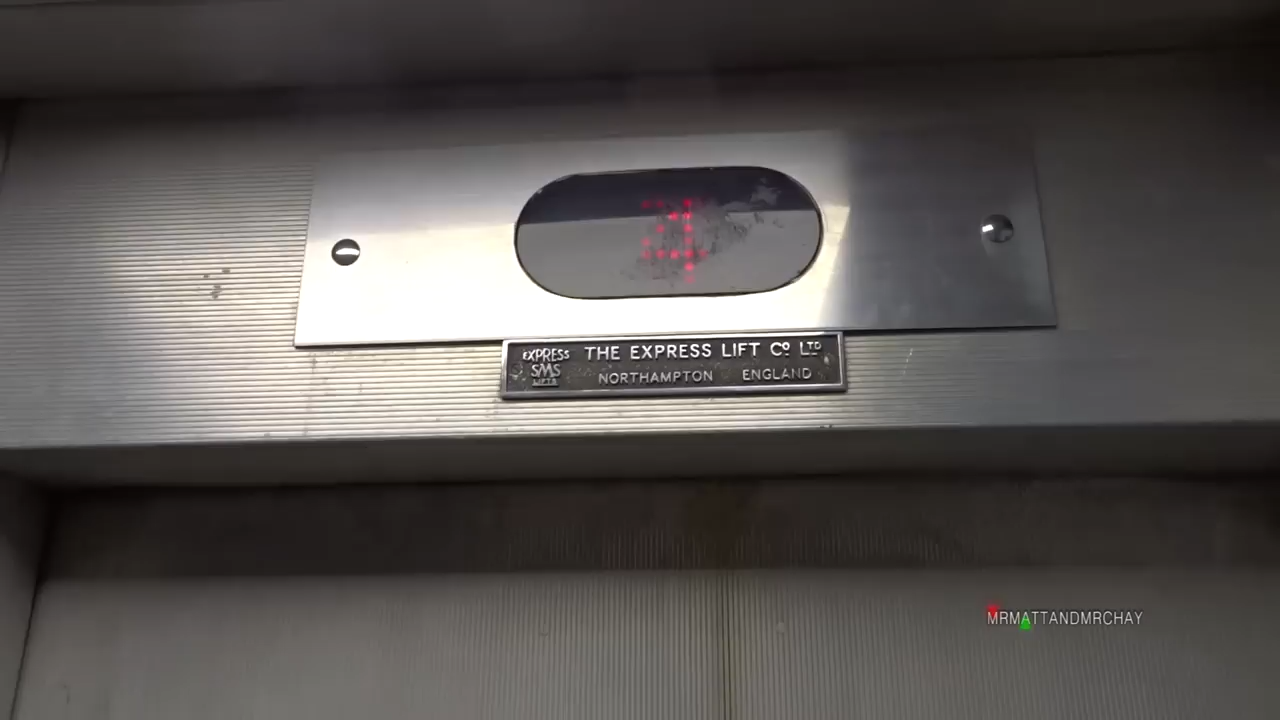 EXPRESS
SMS
THE EXPRESS LIFT Cº LTD
NORTHAMPTON ENGLAND
MRMATTANDMRCHAY